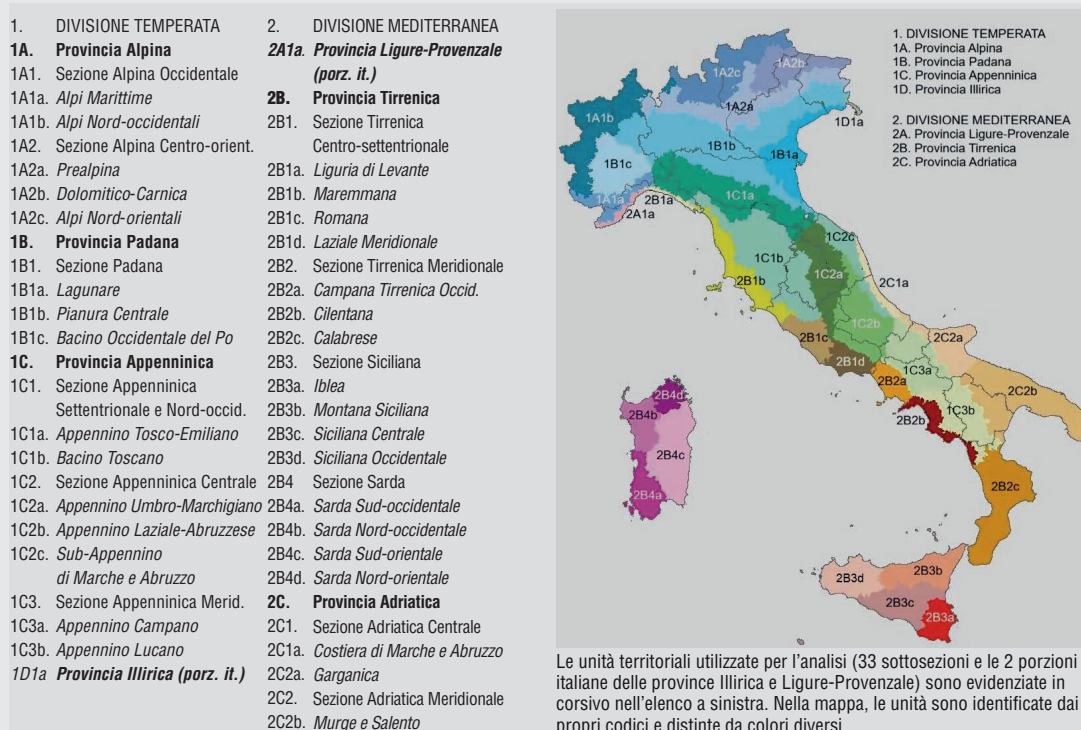 1. DIVISIONE TEMPERATA
1A. Provincia Alpina
1A1. Sezione Alpina Occidentale
1A1a. Alpi Marittime
1A1b. Alpi Nord-occidentali
1A2. Sezione Alpina Centro-orient.
1A2a. Prealpina
1A2b. Dolomitico-Carnica
1A2c. Alpi Nord-orientali
1B. Provincia Padana
1B1. Sezione Padana
1B1a. Lagunare
1B1b. Pianura Centrale
1B1c. Bacino Occidentale del Po
1C. Provincia Appenninica
1C1. Sezione Appenninica
Settentrionale e Nord-occid.
1C1a. Appennino Tosco-Emiliano
1C1b. Bacino Toscano
1C2. Sezione Appenninica Centrale
1C2a. Appennino Umbro-Marchigiano
1C2b. Appennino Laziale-Abruzzese
1C2c. Sub-Appennino
di Marche e Abruzzo
1C3. Sezione Appenninica Merid.
1C3a. Appennino Campano
1C3b. Appennino Lucano
1D1a Provincia Illirica (porz. it.)
2. DIVISIONE MEDITERRANEA
2A1a. Provincia Ligure-Provenzale
(porz. it.)
2B. Provincia Tirrenica
2B1. Sezione Tirrenica
Centro-settentrionale
2B1a. Liguria di Levante
2B1b. Maremmana
2B1c. Romana
2B1d. Laziale Meridionale
2B2. Sezione Tirrenica Meridionale
2B2a. Campana Tirrenica Occid.
2B2b. Cilentana
2B2c. Calabrese
2B3. Sezione Siciliana
2B3a. Iblea
2B3b. Montana Siciliana
2B3c. Siciliana Centrale
2B3d. Siciliana Occidentale
2B4 Sezione Sarda
2B4a. Sarda Sud-occidentale
2B4b. Sarda Nord-occidentale
2B4c. Sarda Sud-orientale
2B4d. Sarda Nord-orientale
2C. Provincia Adriatica
2C1. Sezione Adriatica Centrale
2C1a. Costiera di Marche e Abruzzo
2C2a. Garganica
2C2. Sezione Adriatica Meridionale
2C2b. Murge e Salento
1. DIVISIONE TEMPERATA
1A. Provincia Alpina
1B. Provincia Padana
1C. Provincia Appenninica
1D. Provincia Illirica
2. DIVISIONE MEDITERRANEA
2A. Provincia Ligure-Provenzale
2B. Provincia Tirrenica
2C. Provincia Adriatica
1A2c
1A2b
1A2a
1A1b
1D1a
1B1b
1B1a
1B1c
1C1a
1A1a
2B1a
2A1a
1C2c
1C1b
1C2a
2B1b
2C1a
1C2b
2B1c
2C2a
2B1d
1C3a
2B2a
2C2b
1C3b
2B2b
2B4d
2B4b
2B4c
2B4a
2B2c
2B3b
2B3d
2B3c
2B3a
Le unità territoriali utilizzate per l'analisi (33 sottosezioni e le 2 porzioni
italiane delle province Illirica e Ligure-Provenzale) sono evidenziate in
corsivo nell'elenco a sinistra. Nella mappa, le unità sono identificate dai
propri codici e distinte da colori diversi